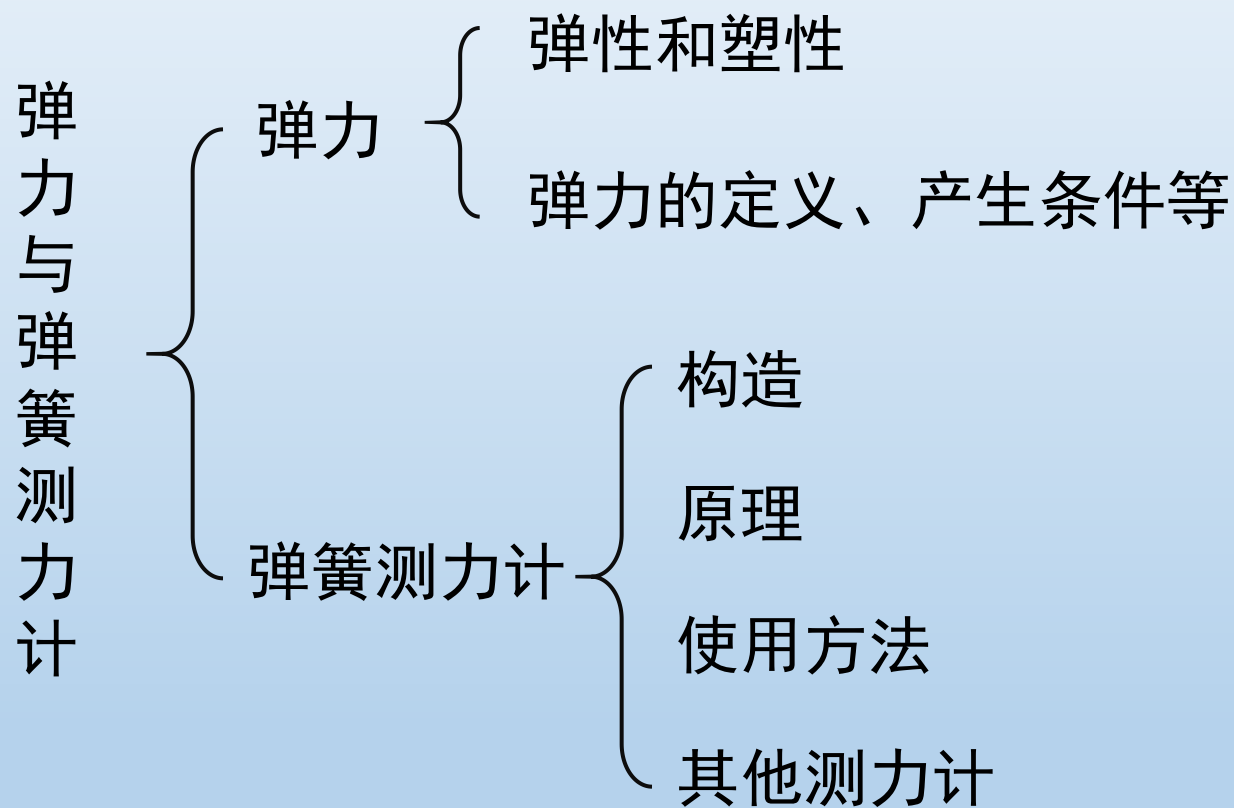 弹力与弹簧测力计
弹力
弹性和塑性
弹力的定义、产生条件等
弹簧测力计
构造
原理
使用方法
其他测力计